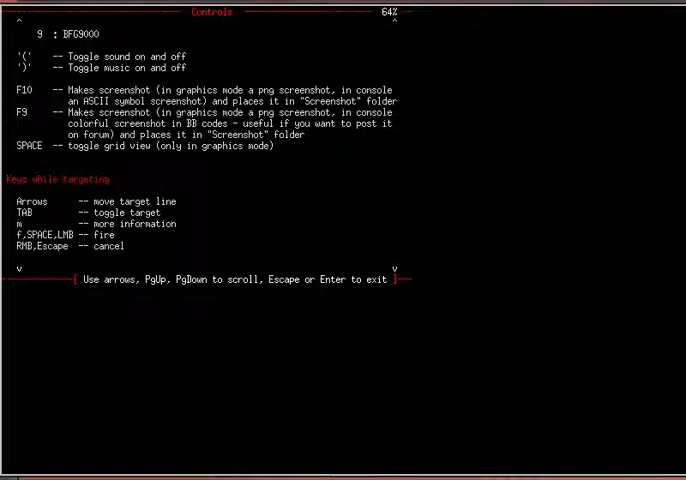 Controls 64%
^ ^
9 : BFG9000
'(' -- Toggle sound on and off
')' -- Toggle music on and off
F10 -- Makes screenshot (in graphics mode a png screenshot, in console
an ASCII symbol screenshot) and places it in "Screenshot" folder
F9 -- Makes screenshot (in graphics mode a png screenshot, in console
colorful screenshot in BB codes - useful if you want to post it
on forum) and places it in "Screenshot" folder
SPACE -- toggle grid view (only in graphics mode)
Keys while targeting
Arrows -- move target line
TAB -- toggle target
m -- more information
f,SPACE,LMB -- fire
RMB,Escape -- cancel
v v
[ Use arrows, PgUp, PgDown to scroll, Escape or Enter to exit ]